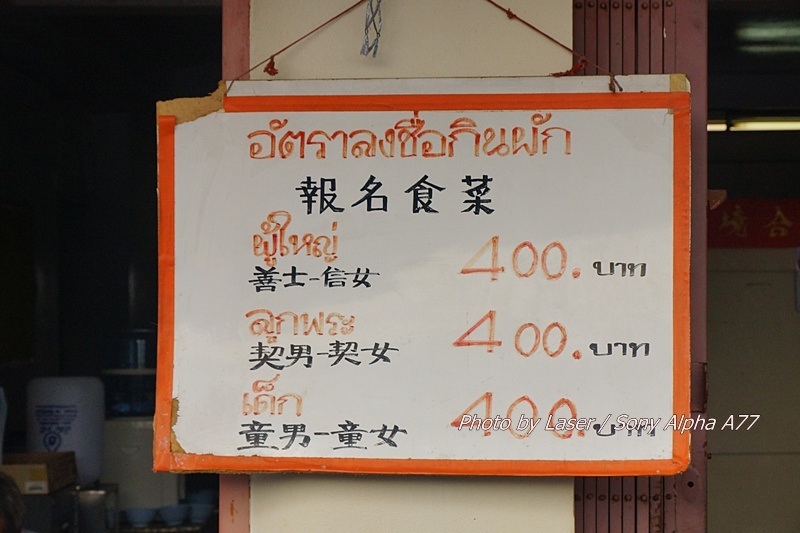 อัตราลงชื่อกินผัก
報名食菜
ผู้ใหญ่
善士-信女 400. บาท
ลูกพระ
契男-契女 400. บาท
เด็ก
童男-童女 400. บาท
Photo by Laser / Sony Alpha A77
境合